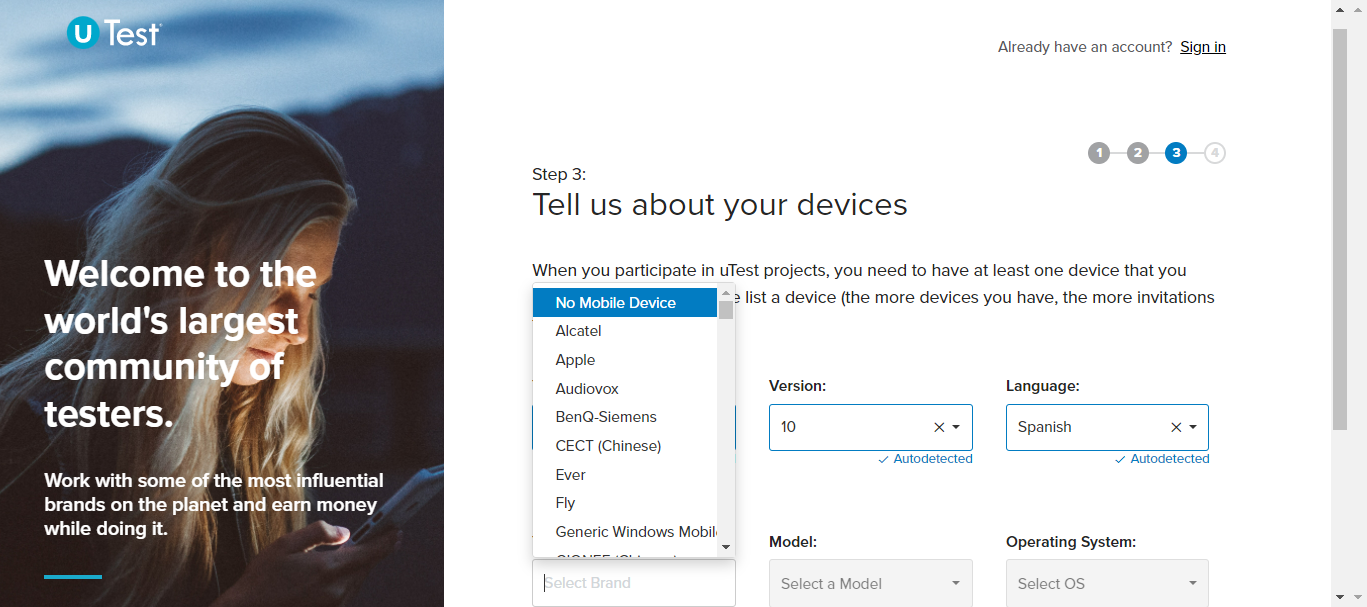 u Test
Already have an account? Sign in
1 2 3 4
Step 3:
Tell us about your devices
When you participate in uTest projects, you need to have at least one device that you
list a device (the more devices you have, the more invitations
No Mobile Device
Alcatel
Apple
Audiovox
BenQ-Siemens
CECT (Chinese)
Ever
Fly
Generic Windows Mobil
Select Brand
Version:
10
Autodetected
Language:
Spanish
Autodetected
Model:
Select a Model
Operating System:
Select OS
Welcome to the
world's largest
community of
testers.
Work with some of the most influential
brands on the planet and earn money
while doing it.